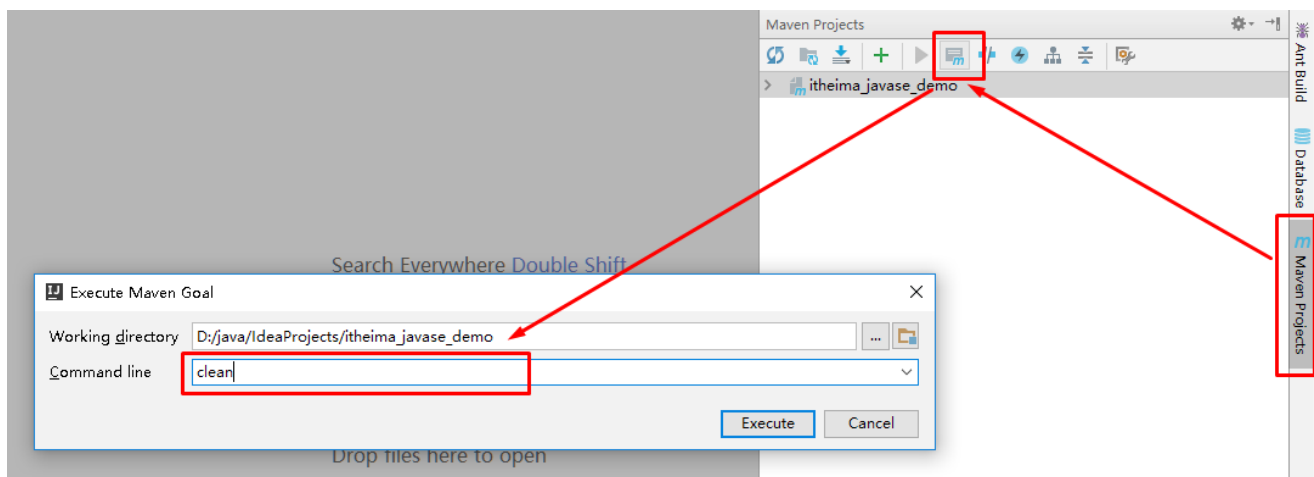 Maven Projects
itheima_javase_demo
Ant Build
Database
Maven Projects
Search Everywhere Double Shift
Execute Maven Goal
Working directory D:/java/IdeaProjects/itheima_javase_demo ...
Command line clean
Execute Cancel
Drop files here to open